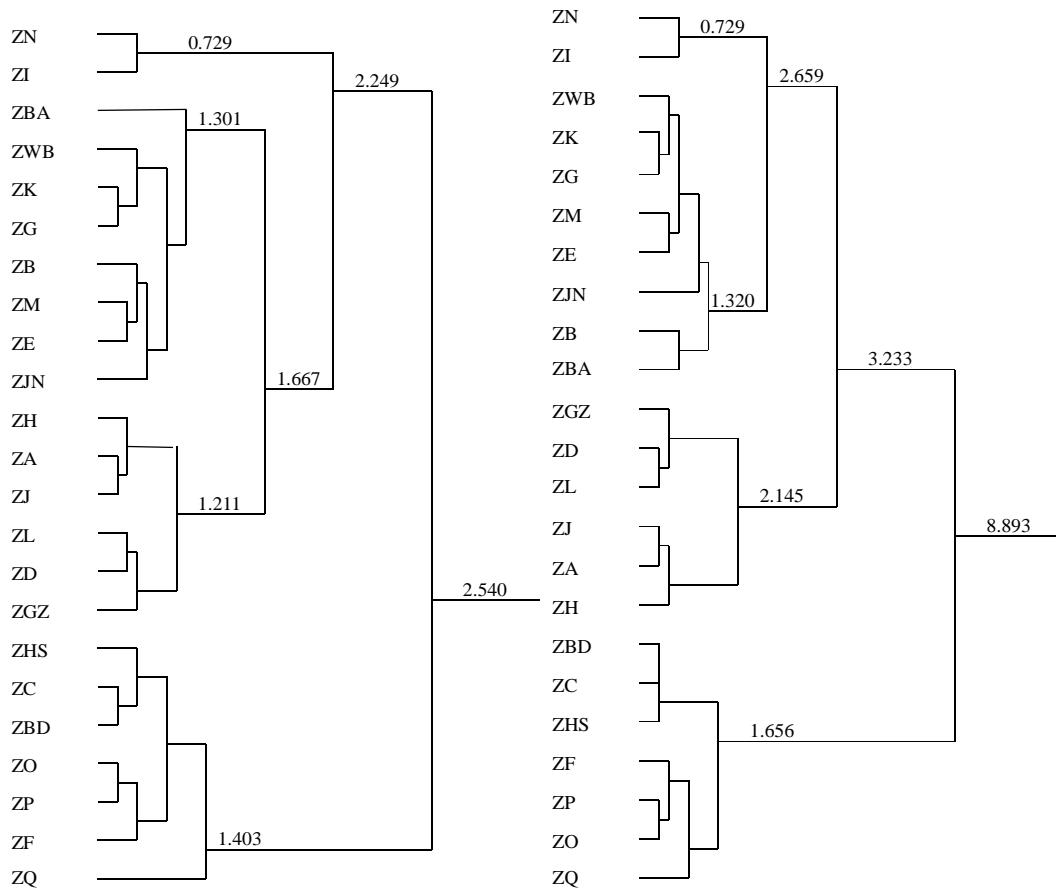 ZN
0.729
ZI
2.249
ZBA
1.301
ZWB
ZK
ZG
ZB
ZM
ZE
ZJN
1.667
ZH
ZA
ZJ
1.211
ZL
ZD
2.540
ZGZ
ZHS
ZC
ZBD
ZO
ZP
ZF
1.403
ZQ
ZN
0.729
ZI
2.659
ZWB
ZK
ZG
ZM
ZE
ZJN
1.320
ZB
3.233
ZBA
ZGZ
ZD
ZL
2.145
ZJ
8.893
ZA
ZH
ZBD
ZC
ZHS
1.656
ZF
ZP
ZO
ZQ